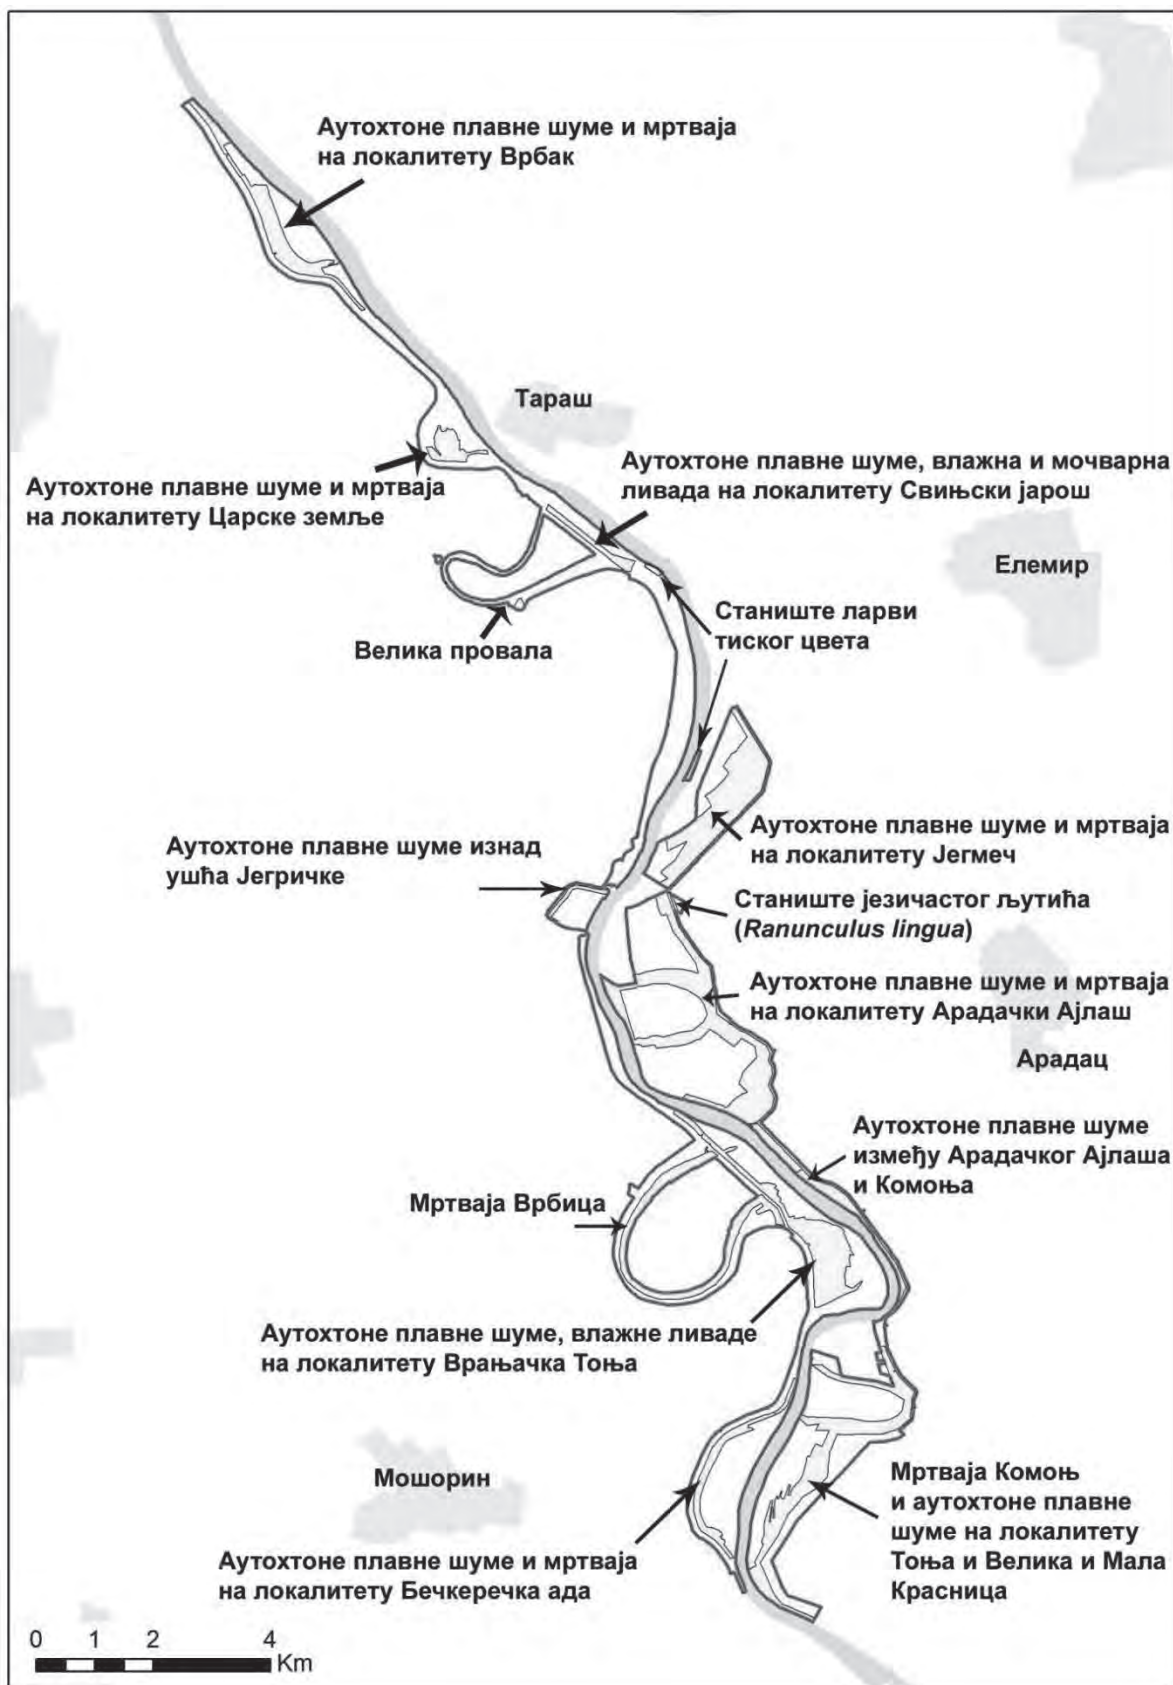 Аутохтоне плавне шуме и мртваја
на локалитету Врбак
Тараш
Аутохтоне плавне шуме и мртваја
на локалитету Царске земље
Аутохтоне плавне шуме, влажна и мочварна
ливада на локалитету Свињски јарош
Елемир
Станиште ларви
тиског цвета
Велика провала
Аутохтоне плавне шуме и мртваја
на локалитету Јегмеч
Аутохтоне плавне шуме изнад
ушћа Јегричке
Станиште језичастог љутића
(Ranunculus lingua)
Аутохтоне плавне шуме и мртваја
на локалитету Арадачки Ајлаш
Арадац
Аутохтоне плавне шуме
између Арадачког Ајлаша
и Комоња
Мртваја Врбица
Аутохтоне плавне шуме, влажне ливаде
на локалитету Врањачка Тоња
Мошорин
Мртваја Комоњ
и аутохтоне плавне
шуме на локалитету
Тоња и Велика и Мала
Красница
Аутохтоне плавне шуме и мртваја
на локалитету Бечкеречка ада
0 1 2 4
Km